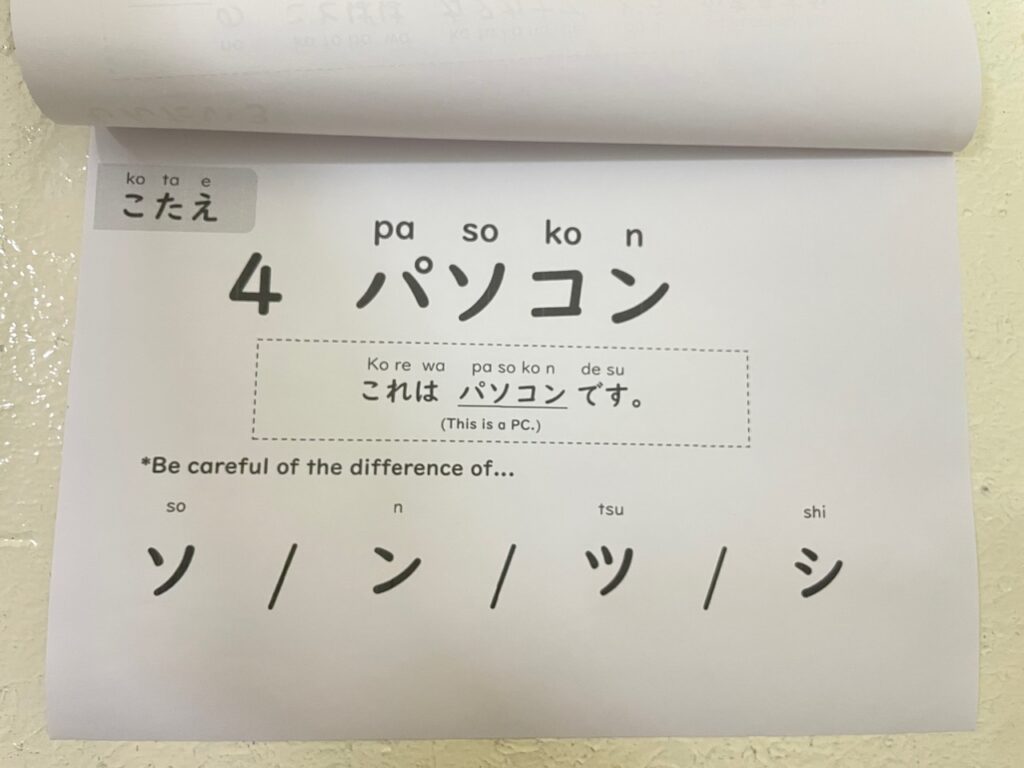 ko ta e
こたえ
pa so ko n
4 パソコン
Ko re wa pa so ko n de su
これは パソコン です。
(This is a PC.)
*Be careful of the difference of...
so n tsu shi
ソ / ン / ツ / シ